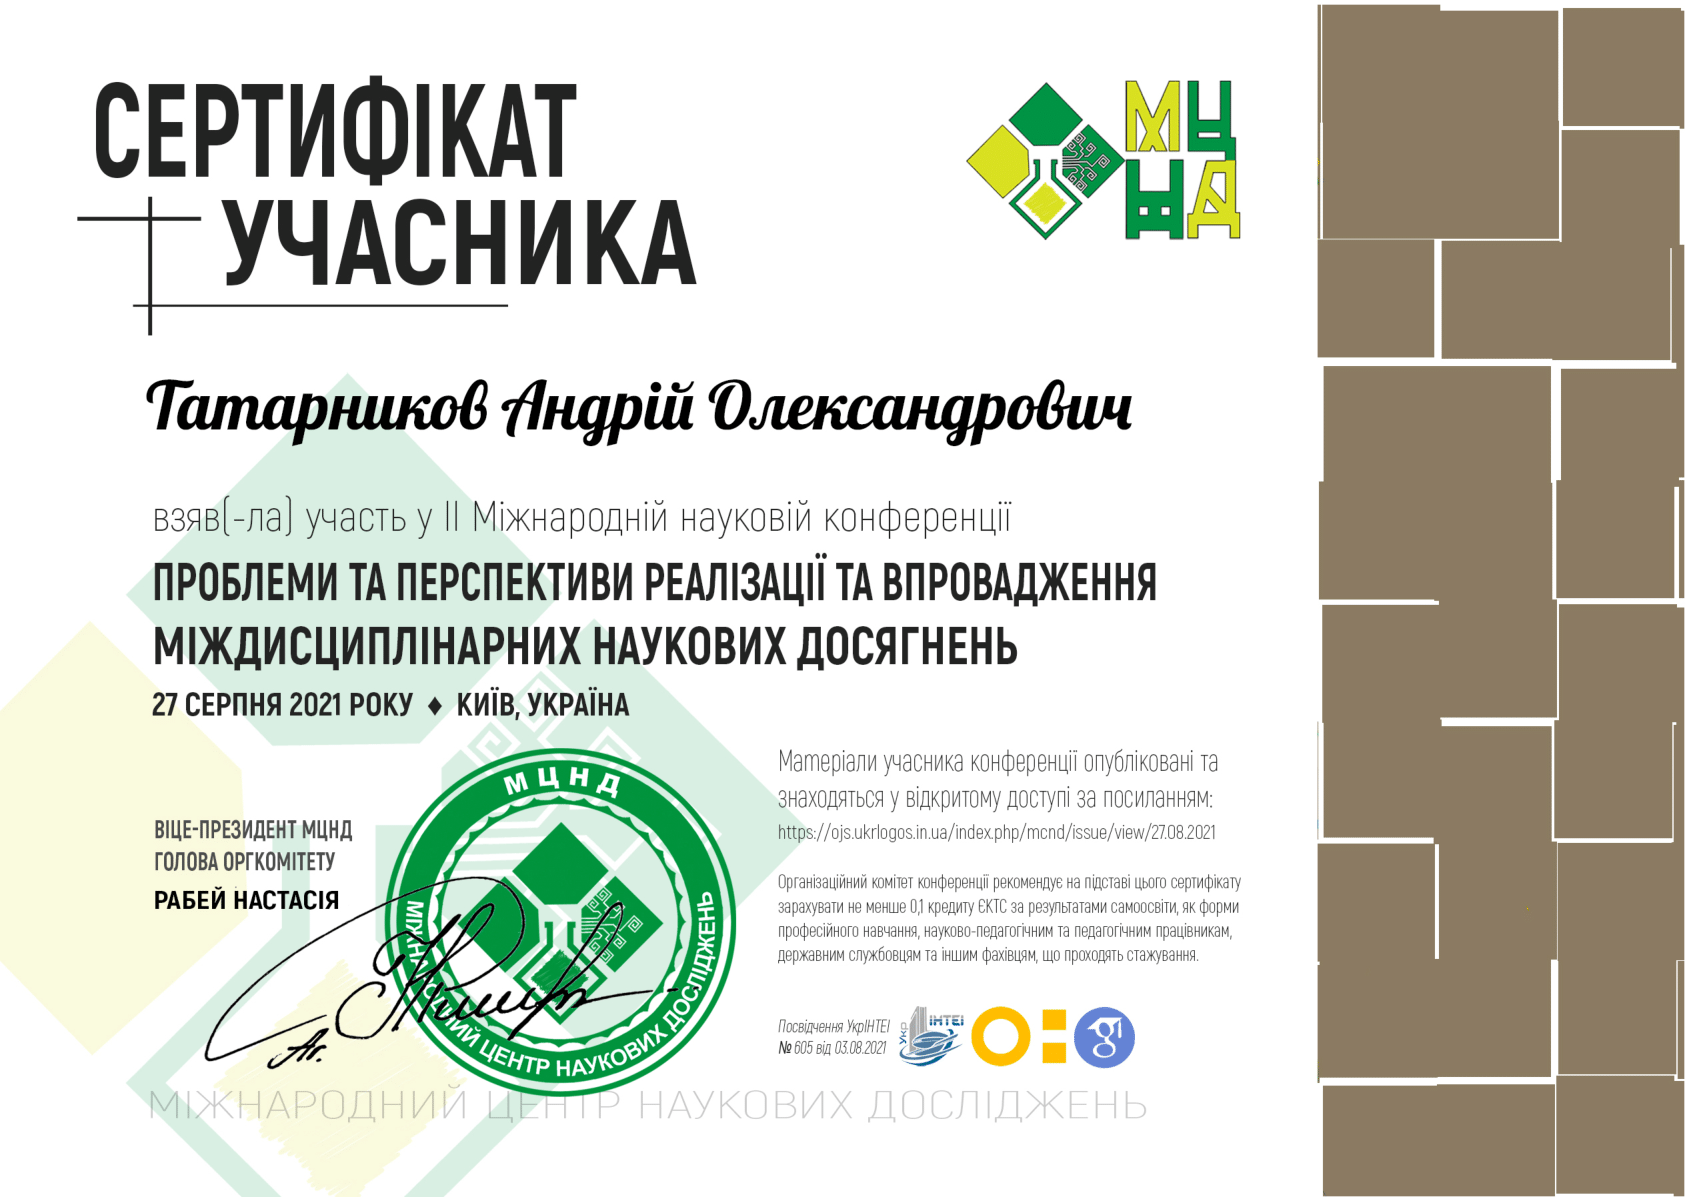 СЕРТИФІКАТ
УЧАСНИКА
МЦ
НД
Татарников Андрій Олександрович
взяв(-ла) участь у II Міжнародній науковій конференції
ПРОБЛЕМИ ТА ПЕРСПЕКТИВИ РЕАЛІЗАЦІЇ ТА ВПРОВАДЖЕННЯ
МІЖДИСЦИПЛІНАРНИХ НАУКОВИХ ДОСЯГНЕНЬ
27 СЕРПНЯ 2021 РОКУ ♦ КИЇВ, УКРАЇНА
ВІЦЕ-ПРЕЗИДЕНТ МЦНД
ГОЛОВА ОРГКОМІТЕТУ
РАБЕЙ НАСТАСІЯ
МЦНД
МІЖНАРОДНИЙ ЦЕНТР НАУКОВИХ ДОСЛІДЖЕНЬ
Матеріали учасника конференції опубліковані та
знаходяться у відкритому доступі за посиланням:
https://ojs.ukrlogos.in.ua/index.php/mcnd/issue/view/27.08.2021
Організаційний комітет конференції рекомендує на підставі цього сертифікату
зарахувати не менше 0,1 кредиту ЄКТС за результатами самоосвіти, як форми
професійного навчання, науково-педагогічним та педагогічним працівникам,
державним службовцям та іншим фахівцям, що проходять стажування.
Посвідчення УкрІНТЕІ
№ 605 від 03.08.2021
Укр ІНТЕІ
g
МІЖНАРОДНИЙ ЦЕНТР НАУКОВИХ ДОСЛІДЖЕНЬ